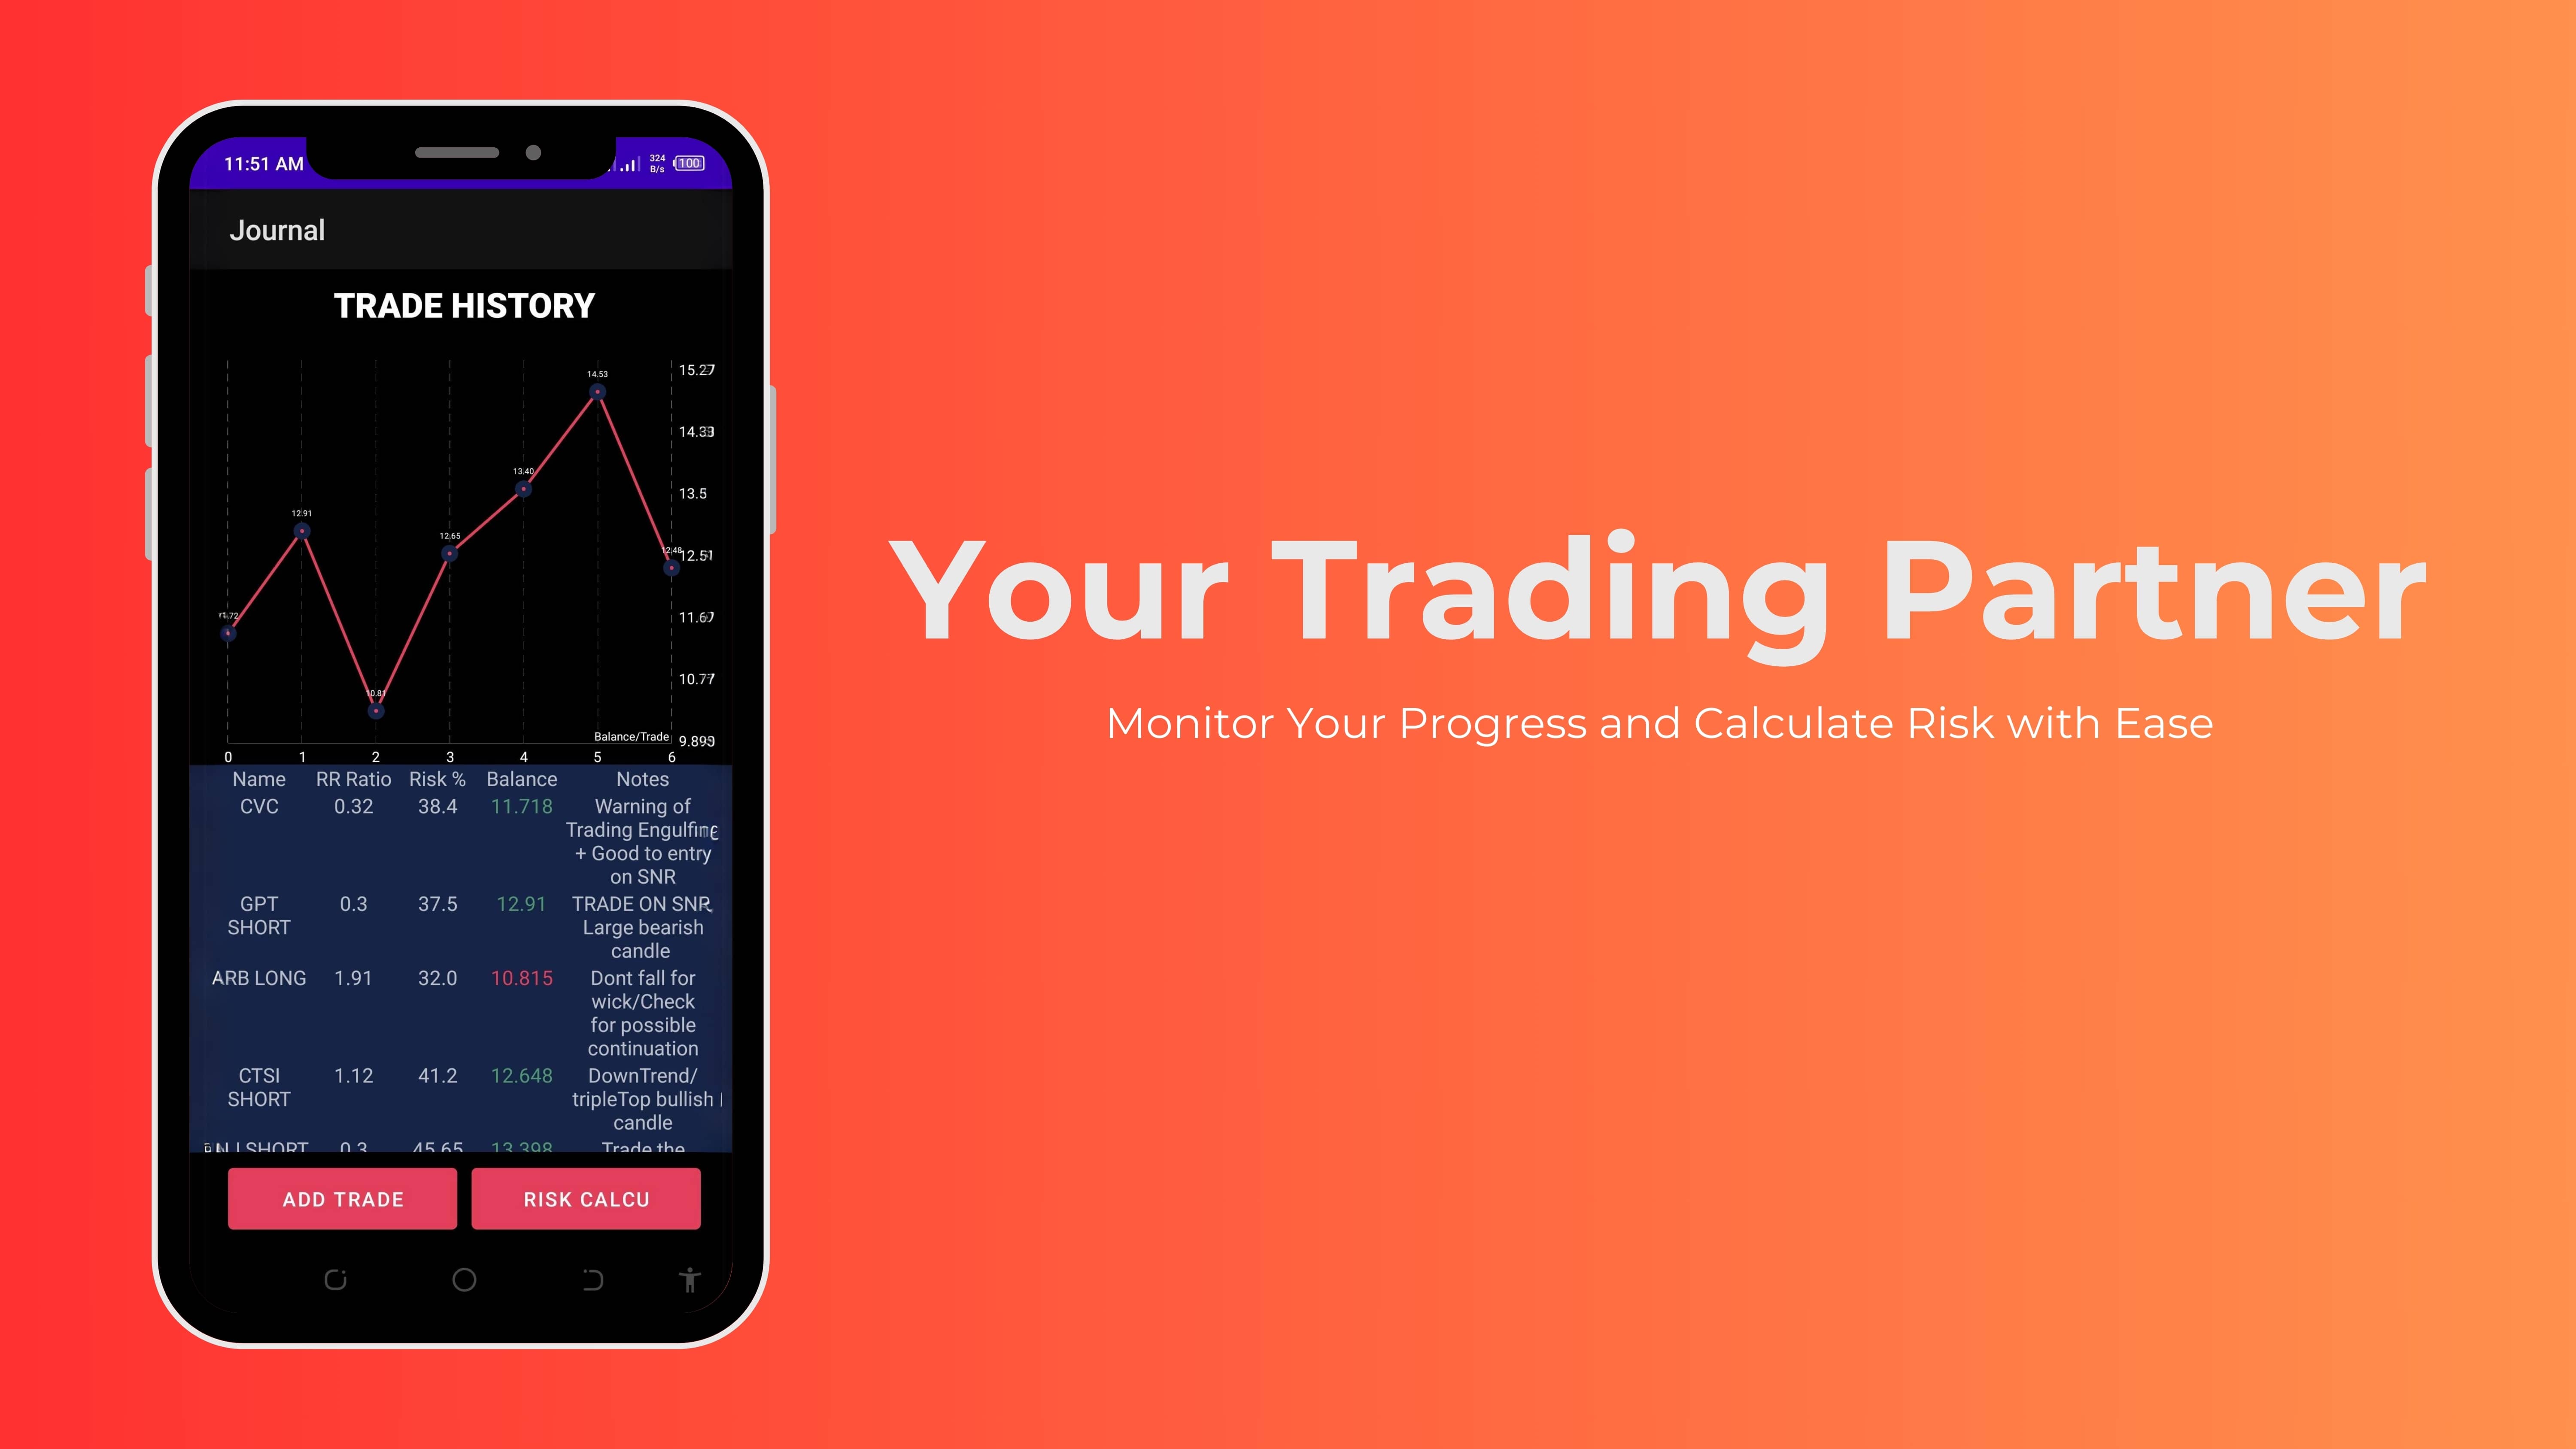 11:51 AM
324
B/s
100
Journal
TRADE HISTORY
15.27
14.53
14.33
13.5
13.40
12.91
12.65
12.48
12.51
11.72
11.67
10.77
10.81
Balance/Trade
0 1 2 3 4 5 6
Name RR Ratio Risk % Balance Notes
CVC 0.32 38.4 11.718 Warning of
Trading Engulfing
+ Good to entry
on SNR
GPT 0.3 37.5 12.91 TRADE ON SNR,
SHORT Large bearish
candle
ARB LONG 1.91 32.0 10.815 Dont fall for
wick/Check
for possible
continuation
CTSI 1.12 41.2 12.648 DownTrend/
SHORT tripleTop bullish
candle
SHORT 0.3 45.65 13.398 Trade the
ADD TRADE RISK CALCU
Your Trading Partner
Monitor Your Progress and Calculate Risk with Ease